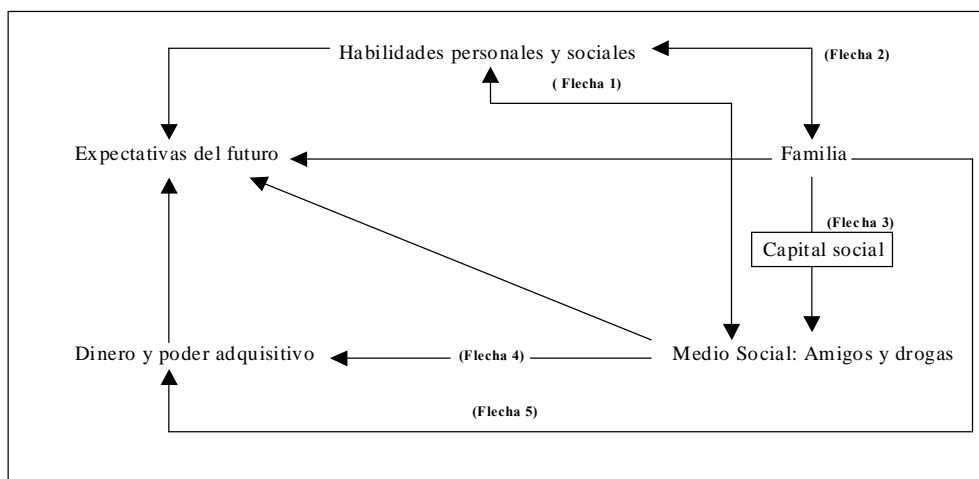 Habilidades personales y sociales
(Flecha 2)
( Flecha 1)
Expectativas del futuro
Familia
(Flecha 3)
Capital social
Dinero y poder adquisitivo
(Flecha 4)
Medio Social: Amigos y drogas
(Flecha 5)